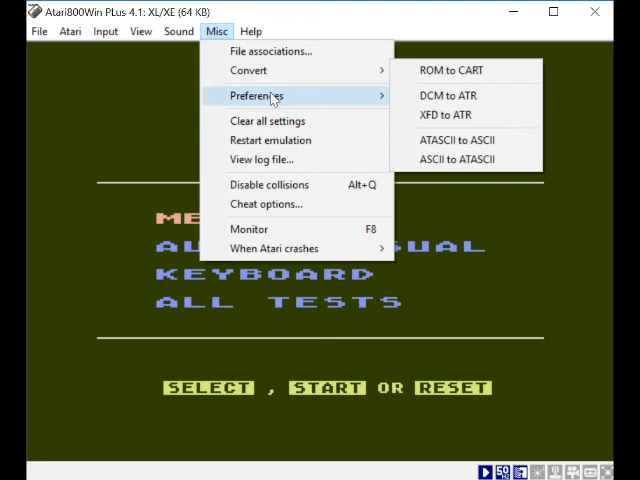 Atari800Win PLus 4.1: XL/XE (64 KB)
File Atari Input View Sound Misc Help
File associations...
Convert
Preferences
Clear all settings
Restart emulation
View log file...
Disable collisions Alt+Q
Cheat options...
Monitor F8
When Atari crashes
ROM to CART
DCM to ATR
XFD to ATR
ATASCII to ASCII
ASCII to ATASCII
KEYBOARD
ALL TESTS
SELECT , START OR RESET
50